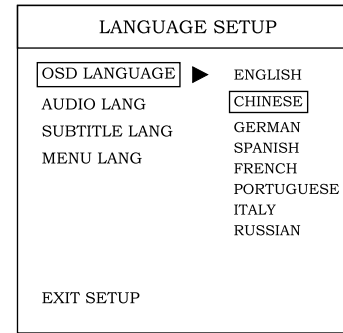 LANGUAGE SETUP
OSD LANGUAGE
AUDIO LANG
SUBTITLE LANG
MENU LANG
EXIT SETUP
ENGLISH
CHINESE
GERMAN
SPANISH
FRENCH
PORTUGUESE
ITALY
RUSSIAN